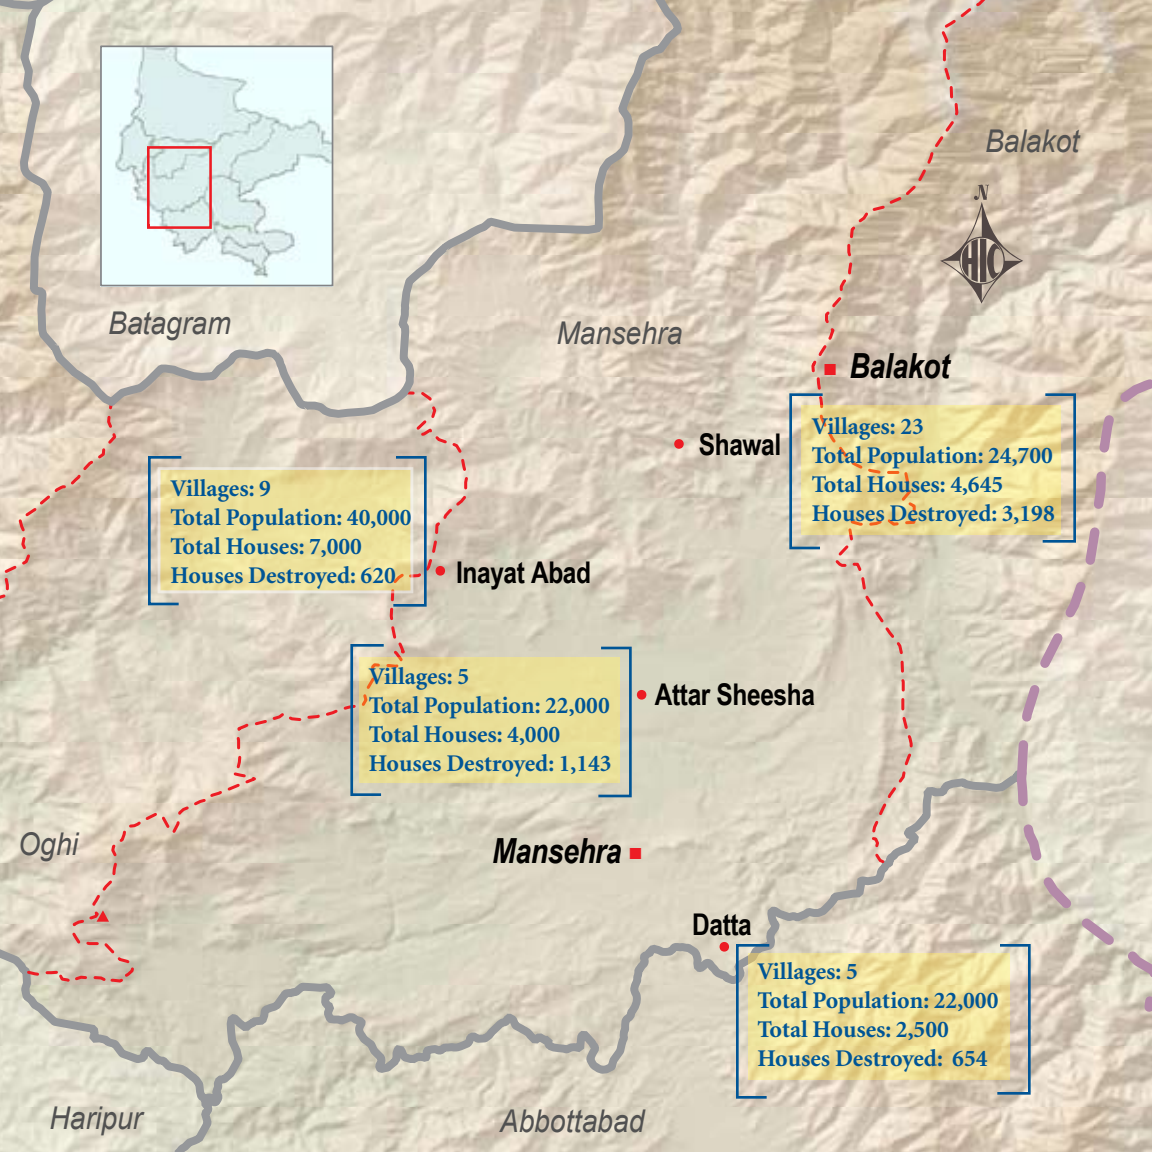 Balakot
N
HIC
Batagram
Mansehra
Balakot
Shawal
Villages: 23
Total Population: 24,700
Total Houses: 4,645
Houses Destroyed: 3,198
Villages: 9
Total Population: 40,000
Total Houses: 7,000
Houses Destroyed: 620
Inayat Abad
Villages: 5
Total Population: 22,000
Total Houses: 4,000
Houses Destroyed: 1,143
Attar Sheesha
Oghi
Mansehra
Datta
Villages: 5
Total Population: 22,000
Total Houses: 2,500
Houses Destroyed: 654
Haripur
Abbottabad